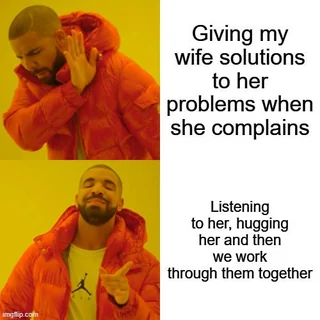 Giving my
wife solutions
to her
problems when
she complains
Listening
to her, hugging
her and then
we work
through them together
imgflip.com